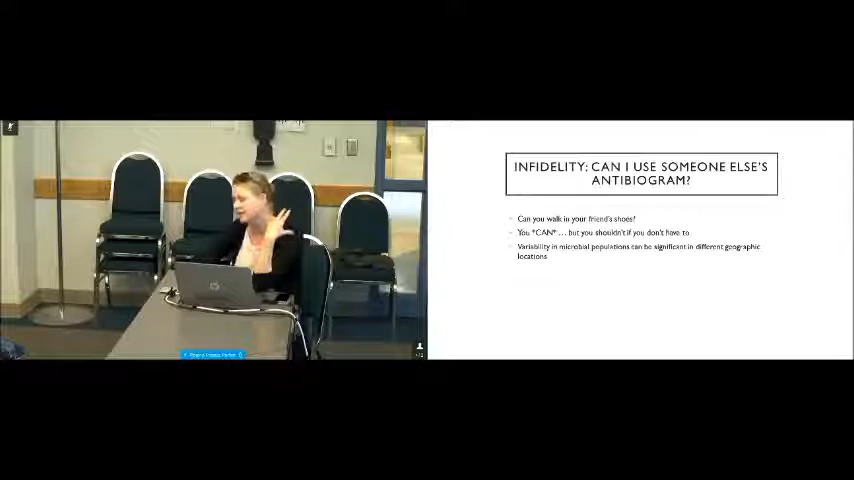 INFIDELITY: CAN I USE SOMEONE ELSE'S
ANTIBIOGRAM?
Can you walk in your friend's shoes?
You *CAN* … but you shouldn't if you don't have to
Variability in microbial populations can be significant in different geographic
locations